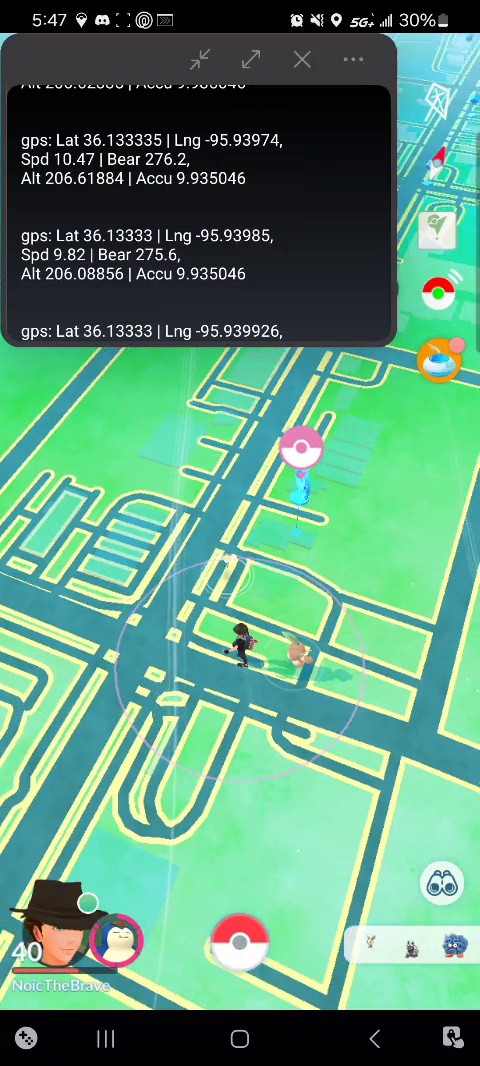 5:47
5G+
30%
gps: Lat 36.133335 | Lng -95.93974,
Spd 10.47 | Bear 276.2,
Alt 206.61884 | Accu 9.935046
gps: Lat 36.13333 | Lng -95.93985,
Spd 9.82 | Bear 275.6,
Alt 206.08856 | Accu 9.935046
gps: Lat 36.13333 | Lng -95.939926,
40
NoicTheBrave